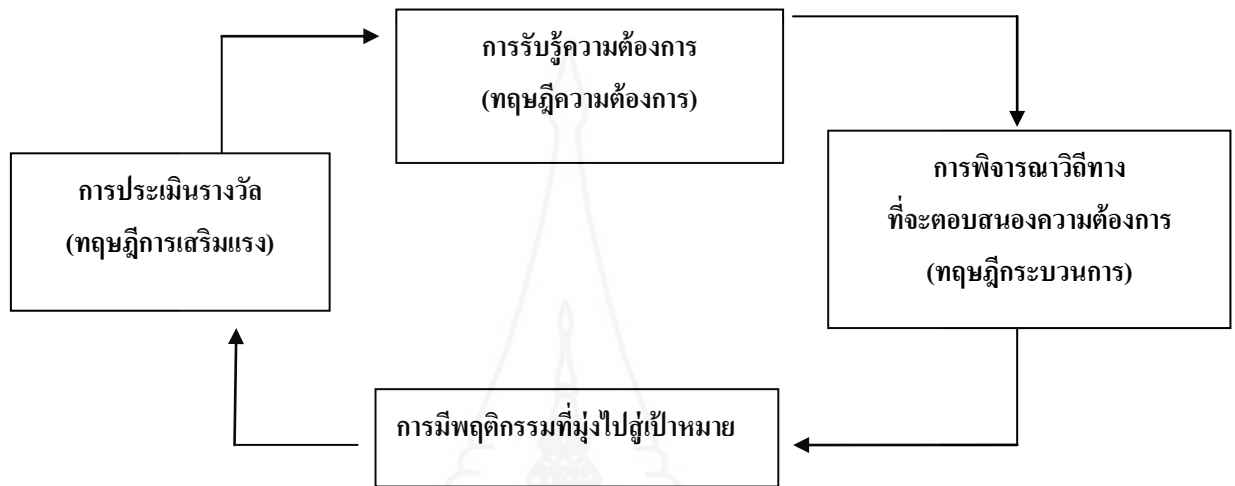 การรับรู้ความต้องการ
(ทฤษฎีความต้องการ)
การพิจารณาวิถีทาง
ที่จะตอบสนองความต้องการ
(ทฤษฎีกระบวนการ)
การมีพฤติกรรมที่มุ่งไปสู่เป้าหมาย
การประเมินรางวัล
(ทฤษฎีการเสริมแรง)